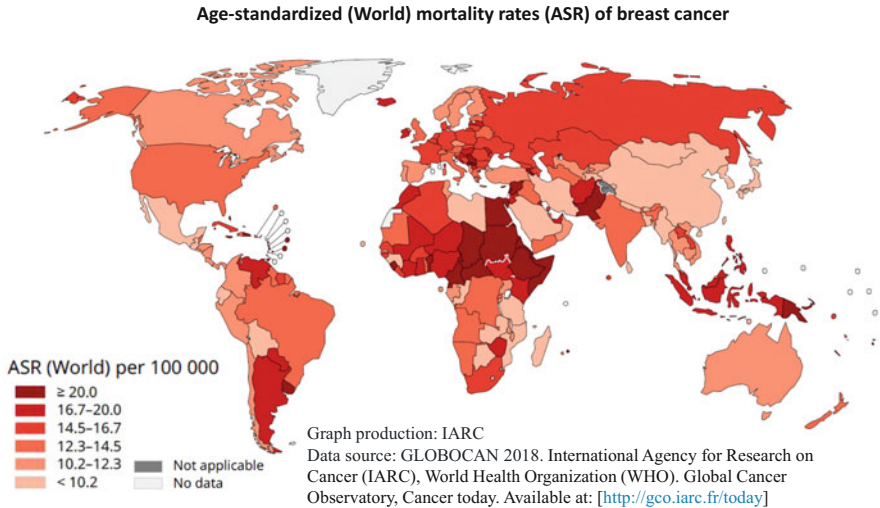 Age-standardized (World) mortality rates (ASR) of breast cancer
ASR (World) per 100 000
≥ 20.0
16.7–20.0
14.5–16.7
12.3–14.5
10.2–12.3
< 10.2
Not applicable
No data
Graph production: IARC
Data source: GLOBOCAN 2018. International Agency for Research on
Cancer (IARC), World Health Organization (WHO). Global Cancer
Observatory, Cancer today. Available at: [http://gco.iarc.fr/today]